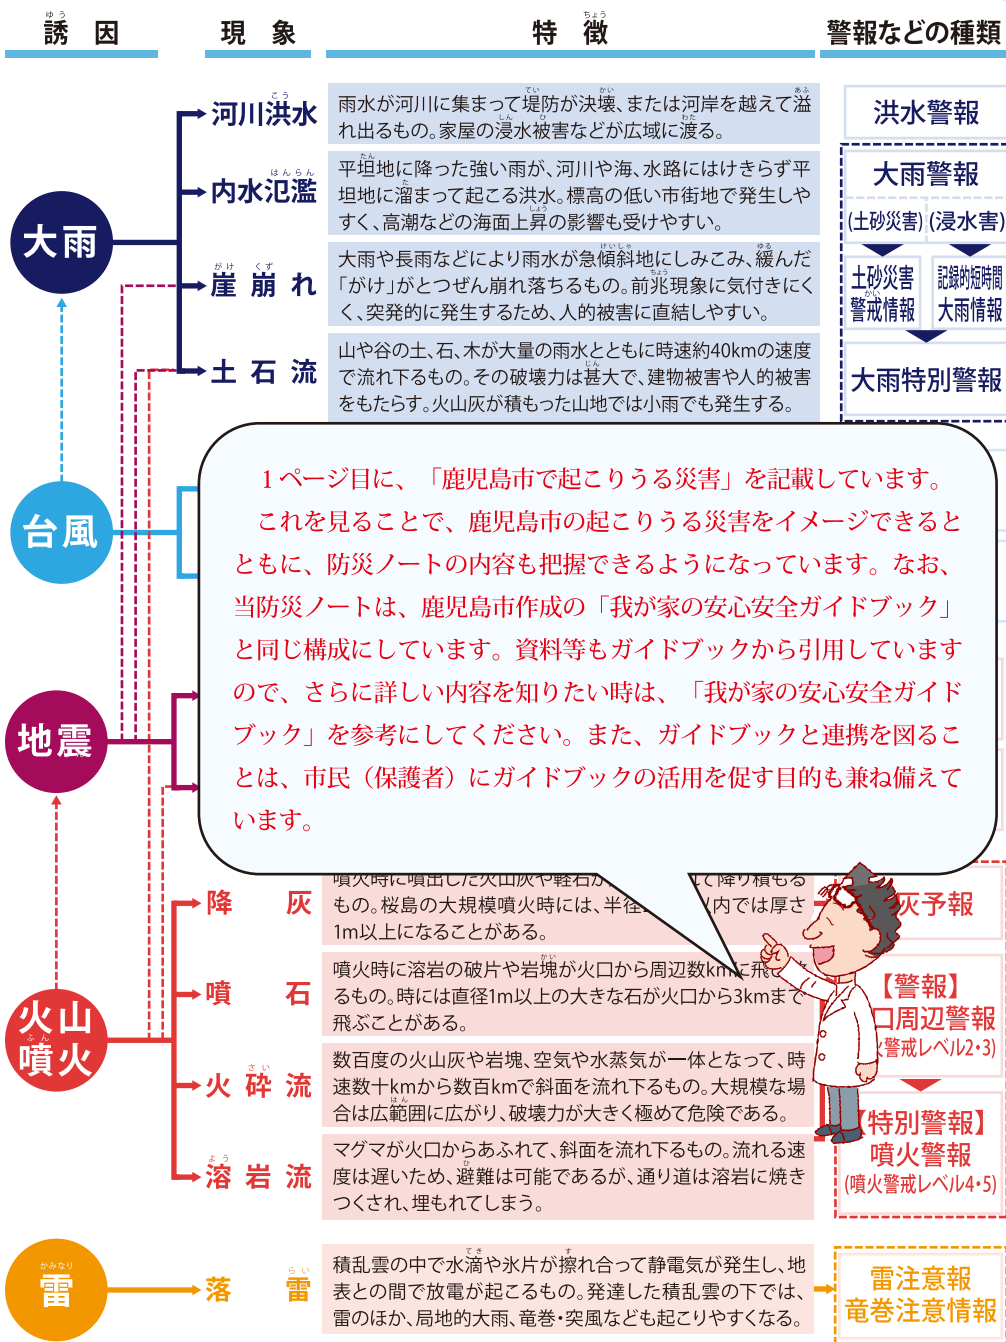 誘因　現象　特徴　警報などの種類
大雨
河川洪水
雨水が河川に集まって堤防が決壊、または河岸を越えて溢
れ出るもの。家屋の浸水被害などが広域に渡る。
洪水警報
内水氾濫
平坦地に降った強い雨が、河川や海、水路にはけきらず平
坦地に溜まって起こる洪水。標高の低い市街地で発生しや
すく、高潮などの海面上昇の影響も受けやすい。
大雨警報
(土砂災害) (浸水害)
崖崩れ
大雨や長雨などにより雨水が急傾斜地にしみこみ、緩んだ
「がけ」がとつぜん崩れ落ちるもの。前兆現象に気付きにく
く、突発的に発生するため、人的被害に直結しやすい。
土砂災害
警戒情報
記録的短時間
大雨情報
土石流
山や谷の土、石、木が大量の雨水とともに時速約40kmの速度
で流れ下るもの。その破壊力は甚大で、建物被害や人的被害
をもたらす。火山灰が積もった山地では小雨でも発生する。
大雨特別警報
台風
地震
１ページ目に、「鹿児島市で起こりうる災害」を記載しています。
これを見ることで、鹿児島市の起こりうる災害をイメージできると
ともに、防災ノートの内容も把握できるようになっています。なお、
当防災ノートは、鹿児島市作成の「我が家の安心安全ガイドブック」
と同じ構成にしています。資料等もガイドブックから引用しています
ので、さらに詳しい内容を知りたい時は、「我が家の安心安全ガイド
ブック」を参考にしてください。また、ガイドブックと連携を図るこ
とは、市民（保護者）にガイドブックの活用を促す目的も兼ね備えて
います。
火山
噴火
降灰
噴火時に噴出した火山灰や軽石が
て降り積もる
もの。桜島の大規模噴火時には、半径
以内では厚さ
1m以上になることがある。
灰予報
噴石
噴火時に溶岩の破片や岩塊が火口から周辺数kmに飛び
るもの。時には直径1m以上の大きな石が火口から3kmまで
飛ぶことがある。
【警報】
口周辺警報
警戒レベル2・3)
火砕流
数百度の火山灰や岩塊、空気や水蒸気が一体となって、時
速数十kmから数百kmで斜面を流れ下るもの。大規模な場
合は広範囲に広がり、破壊力が大きく極めて危険である。
溶岩流
マグマが火口からあふれて、斜面を流れ下るもの。流れる速
度は遅いため、避難は可能であるが、通り道は溶岩に焼き
つくされ、埋もれてしまう。
【特別警報】
噴火警報
(噴火警戒レベル4・5)
雷
落雷
積乱雲の中で水滴や氷片が擦れ合って静電気が発生し、地
表との間で放電が起こるもの。発達した積乱雲の下では、
雷のほか、局地的大雨、竜巻・突風なども起こりやすくなる。
雷注意報
竜巻注意情報